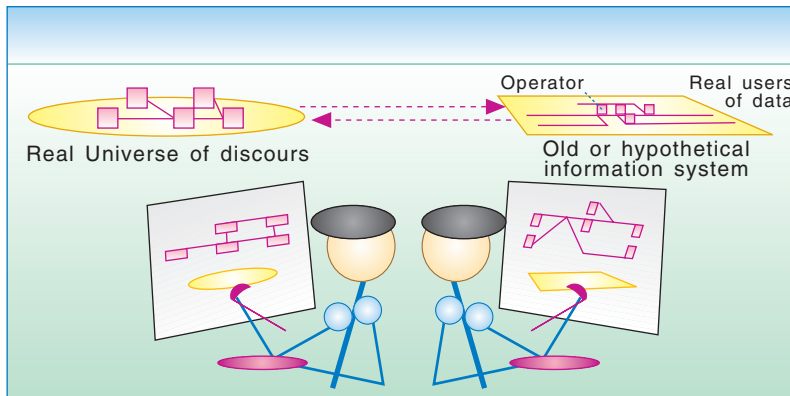 Operator
Real users
of data
Real Universe of discours
Old or hypothetical
information system